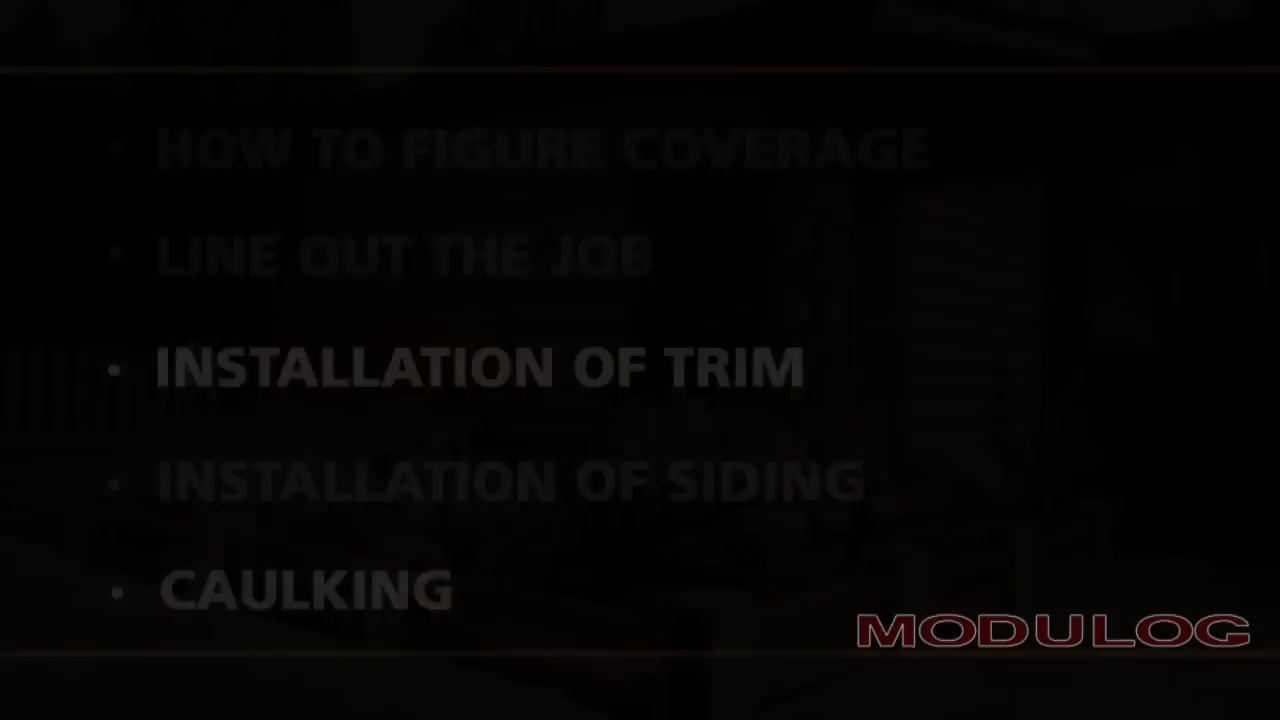 • HOW TO FIGURE COVERAGE
• LINE OUT THE JOB
• INSTALLATION OF TRIM
• INSTALLATION OF SIDING
• CAULKING
MODULOG